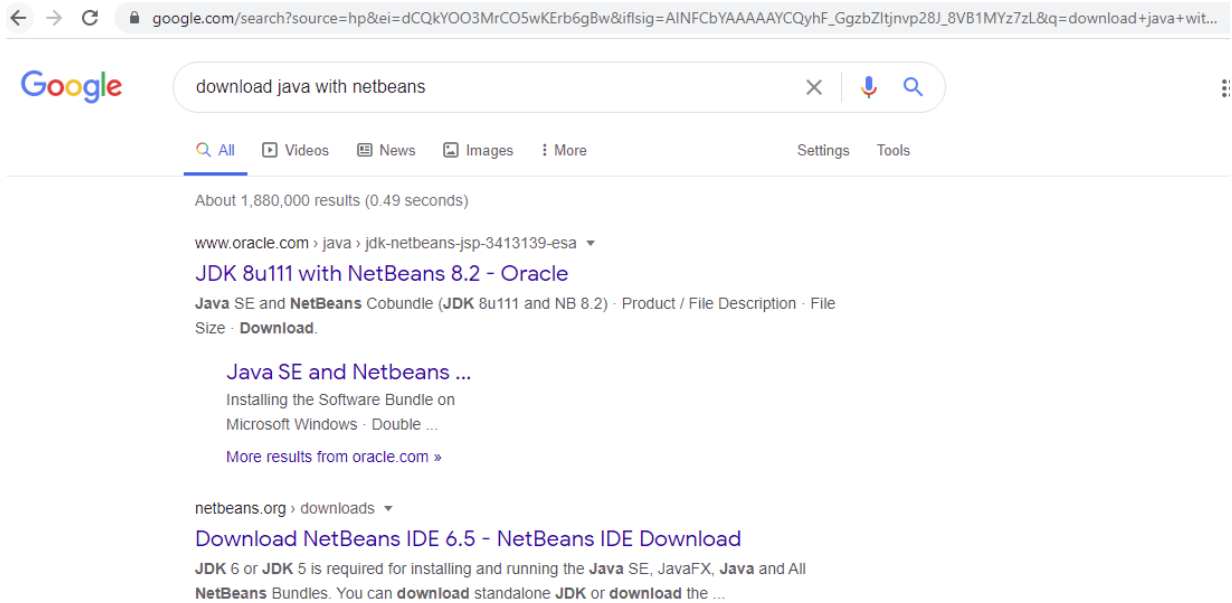 google.com/search?source=hp&ei=dCQkYOO3MrCO5wKErb6gBw&iflsig=AINFCbYAAAAAYCQyhF_GgzbZItjnvp28J_8VB1MYz7zL&q=download+java+wit...
Google
download java with netbeans
All Videos News Images More Settings Tools
About 1,880,000 results (0.49 seconds)
www.oracle.com › java › jdk-netbeans-jsp-3413139-esa
JDK 8u111 with NetBeans 8.2 - Oracle
Java SE and NetBeans Cobundle (JDK 8u111 and NB 8.2) · Product / File Description · File
Size · Download.
Java SE and Netbeans ...
Installing the Software Bundle on
Microsoft Windows · Double ...
More results from oracle.com »
netbeans.org › downloads
Download NetBeans IDE 6.5 - NetBeans IDE Download
JDK 6 or JDK 5 is required for installing and running the Java SE, JavaFX, Java and All
NetBeans Bundles. You can download standalone JDK or download the ...